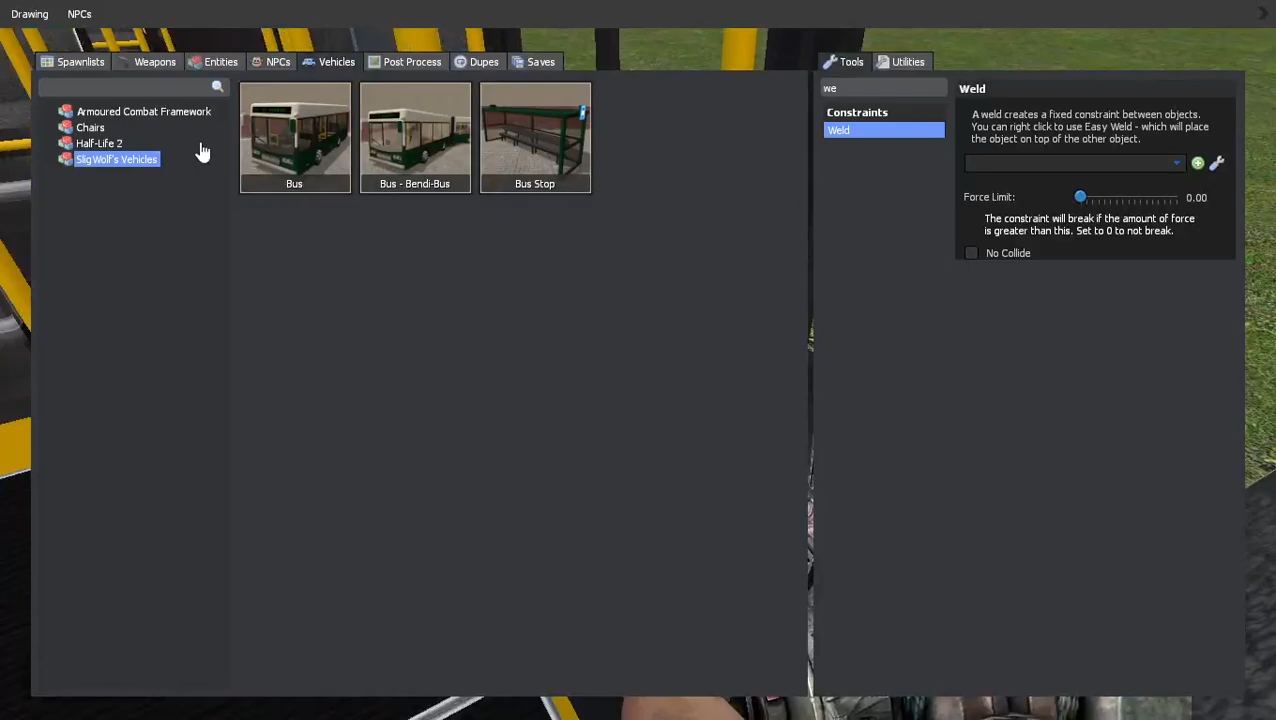 Drawing NPCs
Spawnlists Weapons Entities NPCs Vehicles Post Process Dupes Saves
Armoured Combat Framework
Chairs
Half-Life 2
SligWolf's Vehicles
Bus
Bus - Bendi-Bus
Bus Stop
Tools Utilities
we
Constraints
Weld
Weld
A weld creates a fixed constraint between objects.
You can right click to use Easy Weld - which will place
the object on top of the other object.
Force Limit: 0.00
The constraint will break if the amount of force
is greater than this. Set to 0 to not break.
No Collide